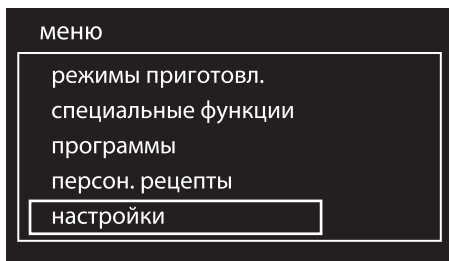 меню
режимы приготовл.
специальные функции
программы
персон. рецепты
настройки